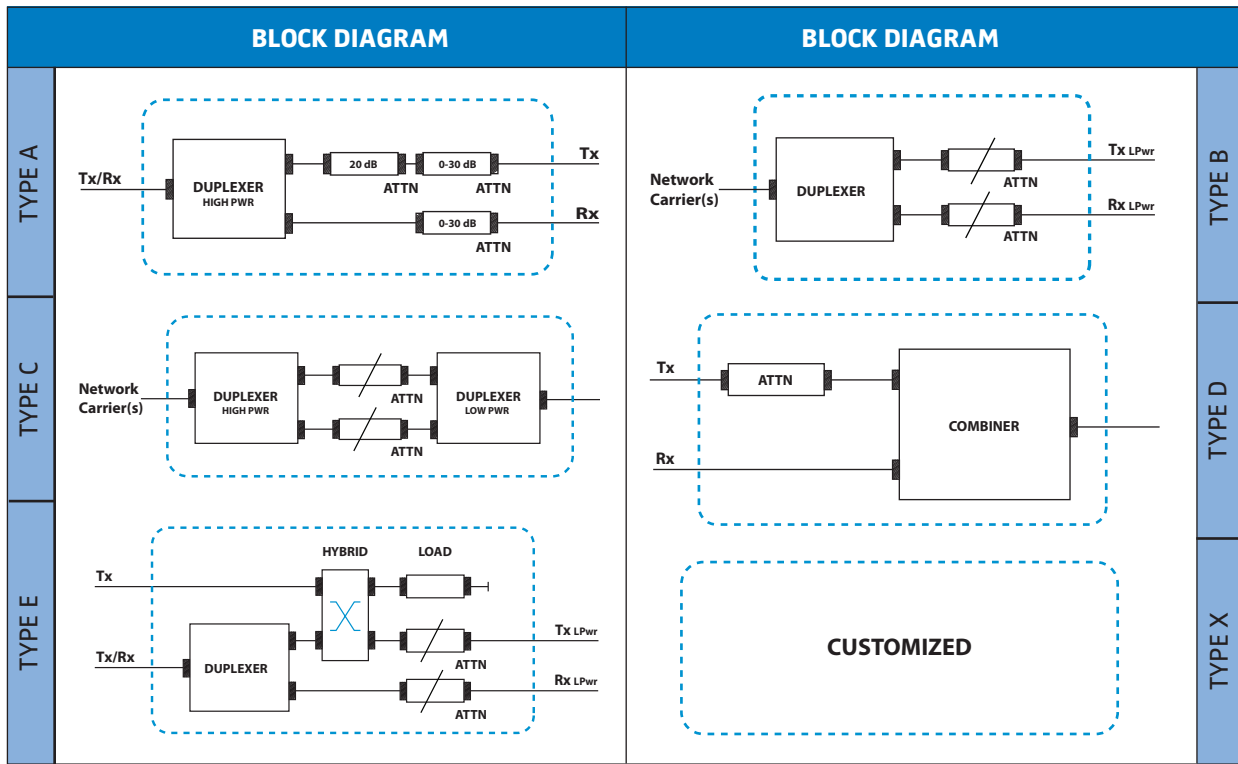 BLOCK DIAGRAM
BLOCK DIAGRAM
TYPE A
Tx/Rx
DUPLEXER
HIGH PWR
20 dB
ATTN
0-30 dB
ATTN
Tx
0-30 dB
ATTN
Rx
TYPE B
Network
Carrier(s)
DUPLEXER
ATTN
Tx LPwr
ATTN
Rx LPwr
TYPE C
Network
Carrier(s)
DUPLEXER
HIGH PWR
ATTN
ATTN
DUPLEXER
LOW PWR
TYPE D
Tx
ATTN
Rx
COMBINER
TYPE E
HYBRID
LOAD
Tx
Tx/Rx
DUPLEXER
ATTN
Tx LPwr
ATTN
Rx LPwr
TYPE X
CUSTOMIZED